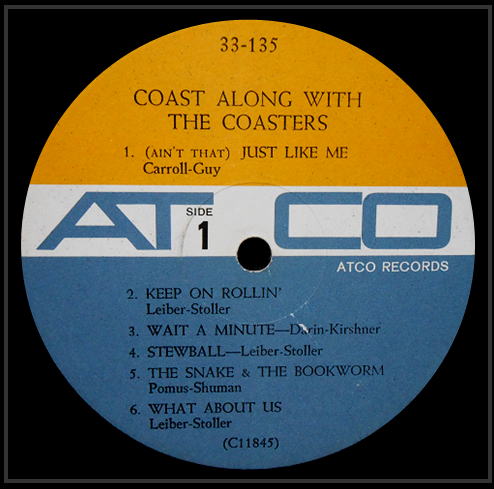 33-135
COAST ALONG WITH
THE COASTERS
1. (AIN'T THAT) JUST LIKE ME
Carroll-Guy
ATCO
SIDE
1
ATCO RECORDS
2. KEEP ON ROLLIN'
Leiber-Stoller
3. WAIT A MINUTE—Darin-Kirshner
4. STEWBALL—Leiber-Stoller
5. THE SNAKE & THE BOOKWORM
Pomus-Shuman
6. WHAT ABOUT US
Leiber-Stoller
(C11845)